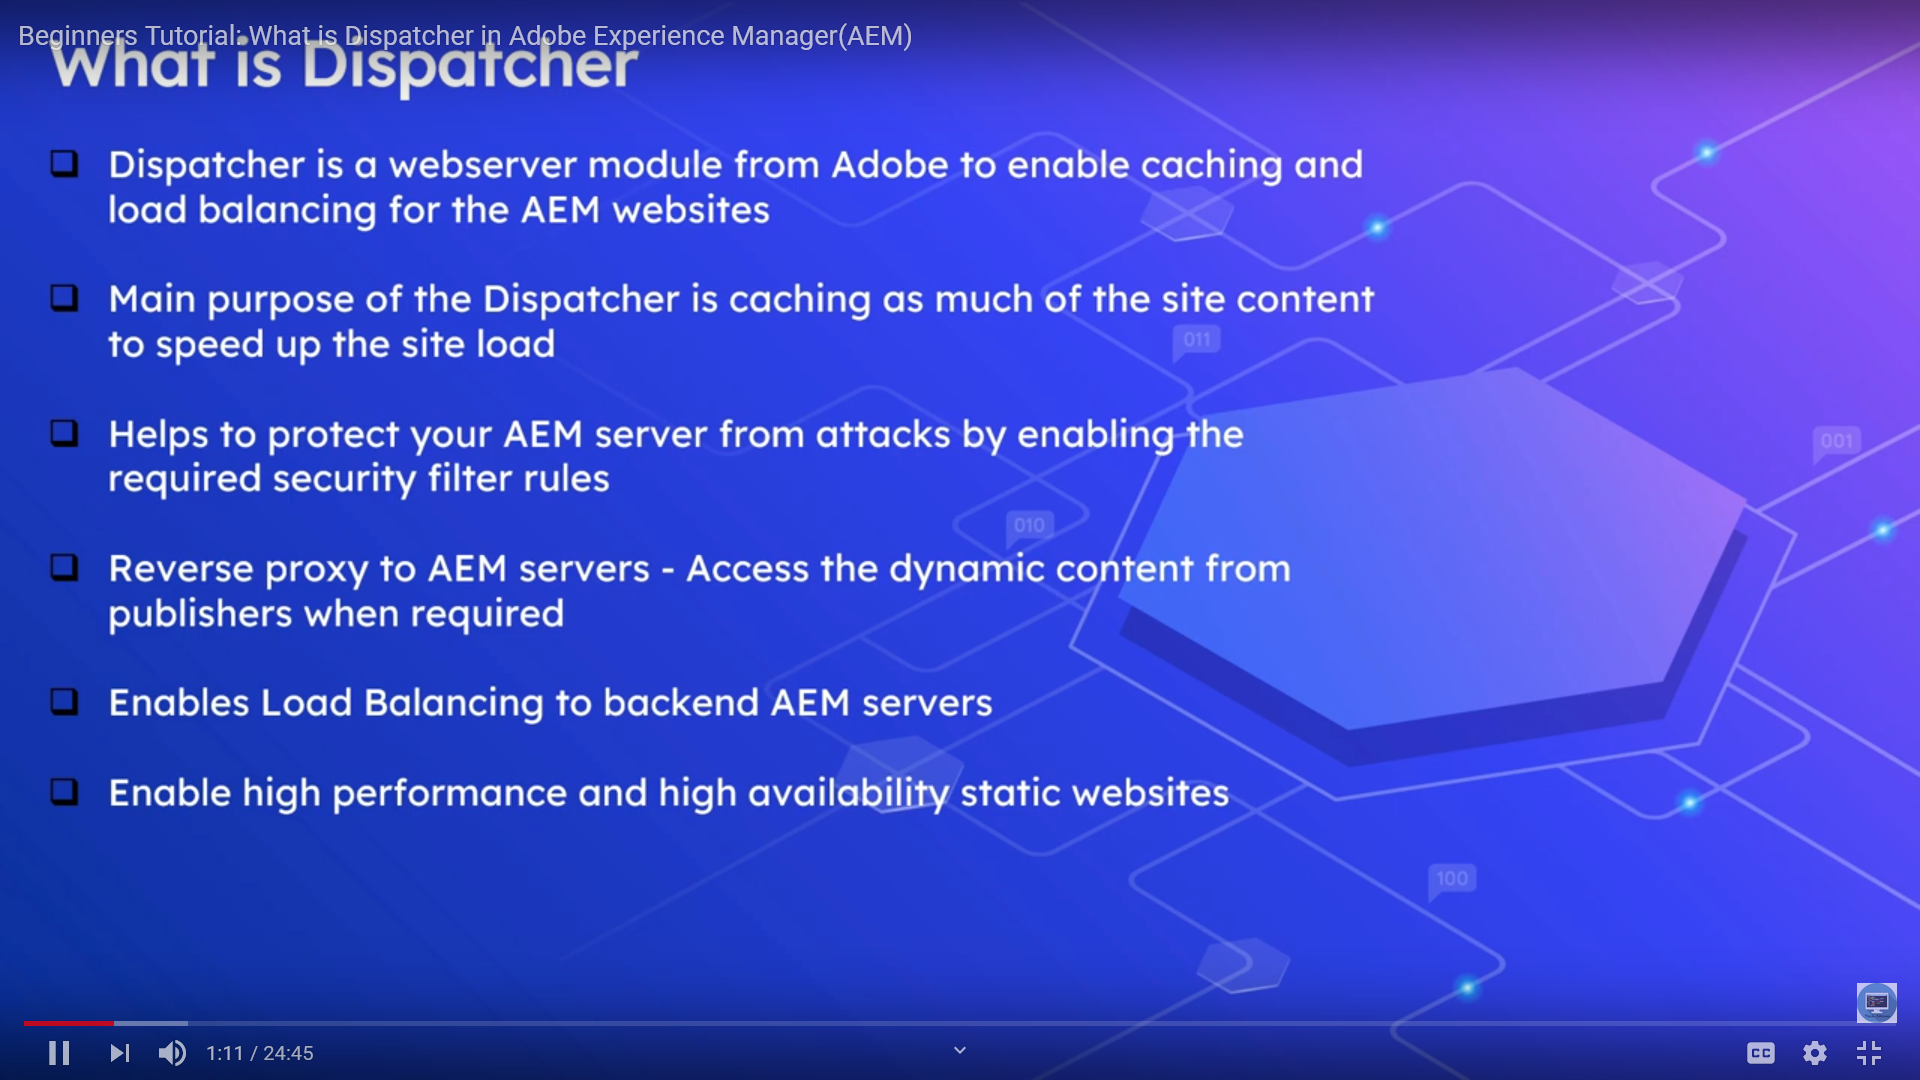 Beginners Tutorial: What is Dispatcher in Adobe Experience Manager(AEM)
What is Dispatcher
Dispatcher is a webserver module from Adobe to enable caching and
load balancing for the AEM websites
Main purpose of the Dispatcher is caching as much of the site content
to speed up the site load
011
Helps to protect your AEM server from attacks by enabling the
required security filter rules
001
010
Reverse proxy to AEM servers - Access the dynamic content from
publishers when required
Enables Load Balancing to backend AEM servers
Enable high performance and high availability static websites
100
1:11 / 24:45
CC